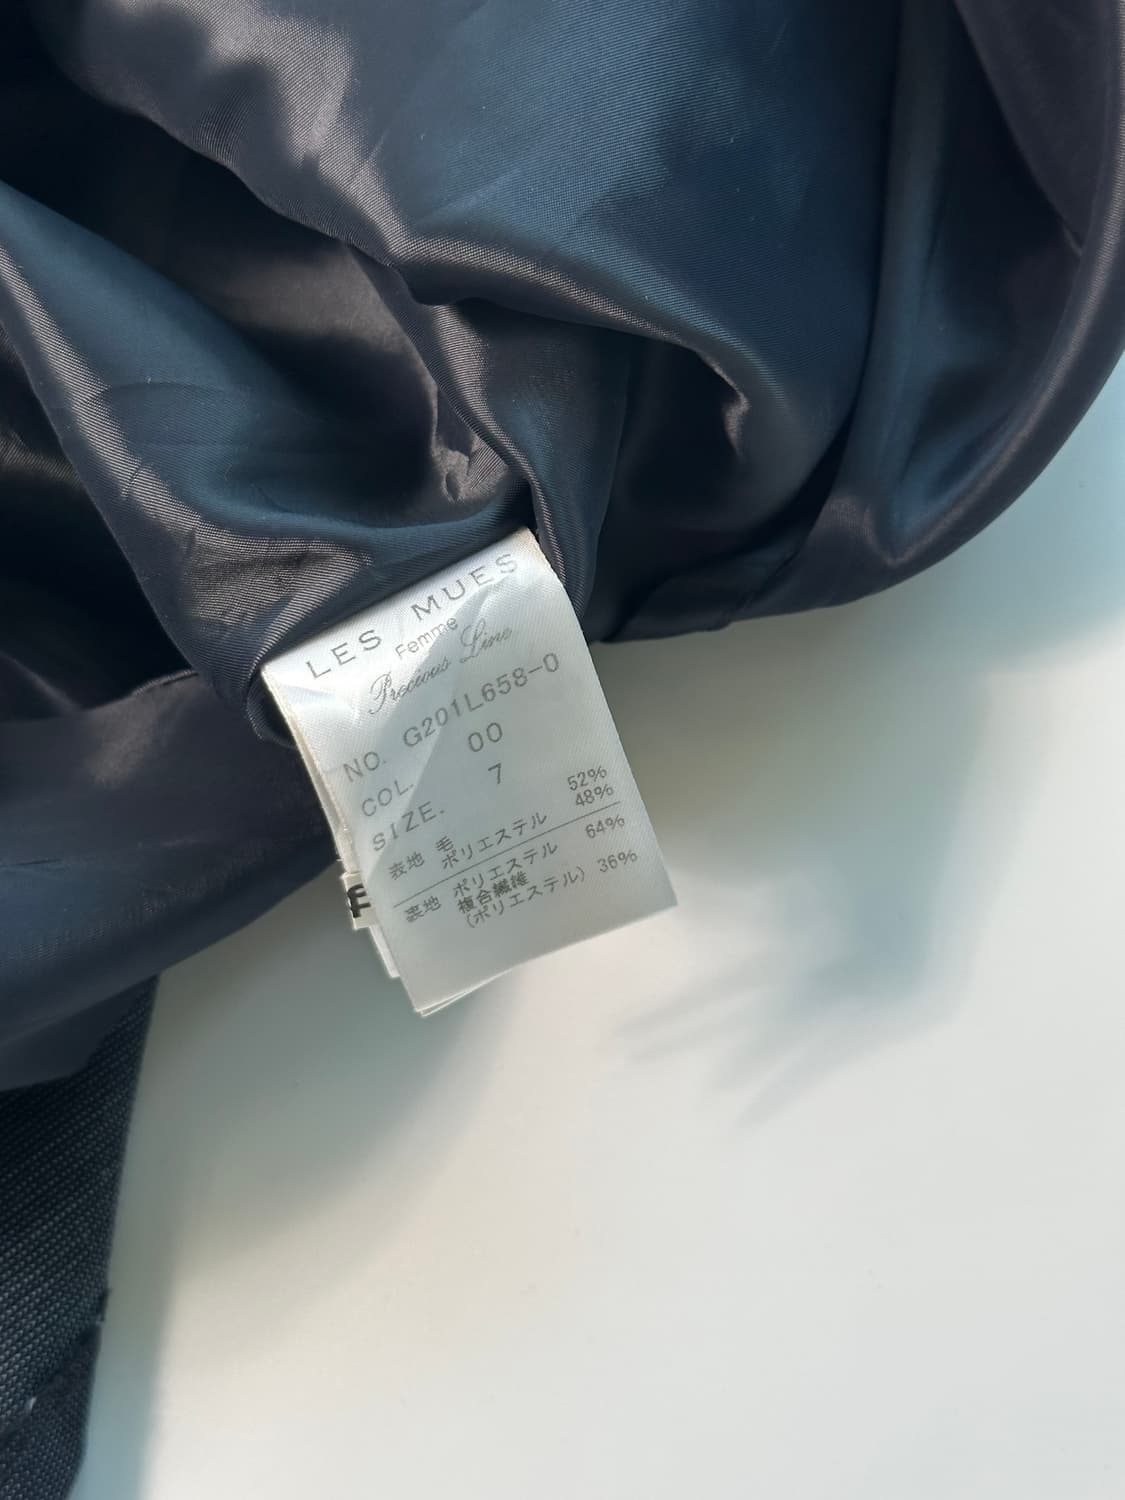 LES MUES
Femme
Precious Line
NO. G201L658-0
COL. 00
SIZE. 7
表地 毛 52%
ポリエステル 48%
裏地 ポリエステル 64%
複合繊維
(ポリエステル) 36%
F